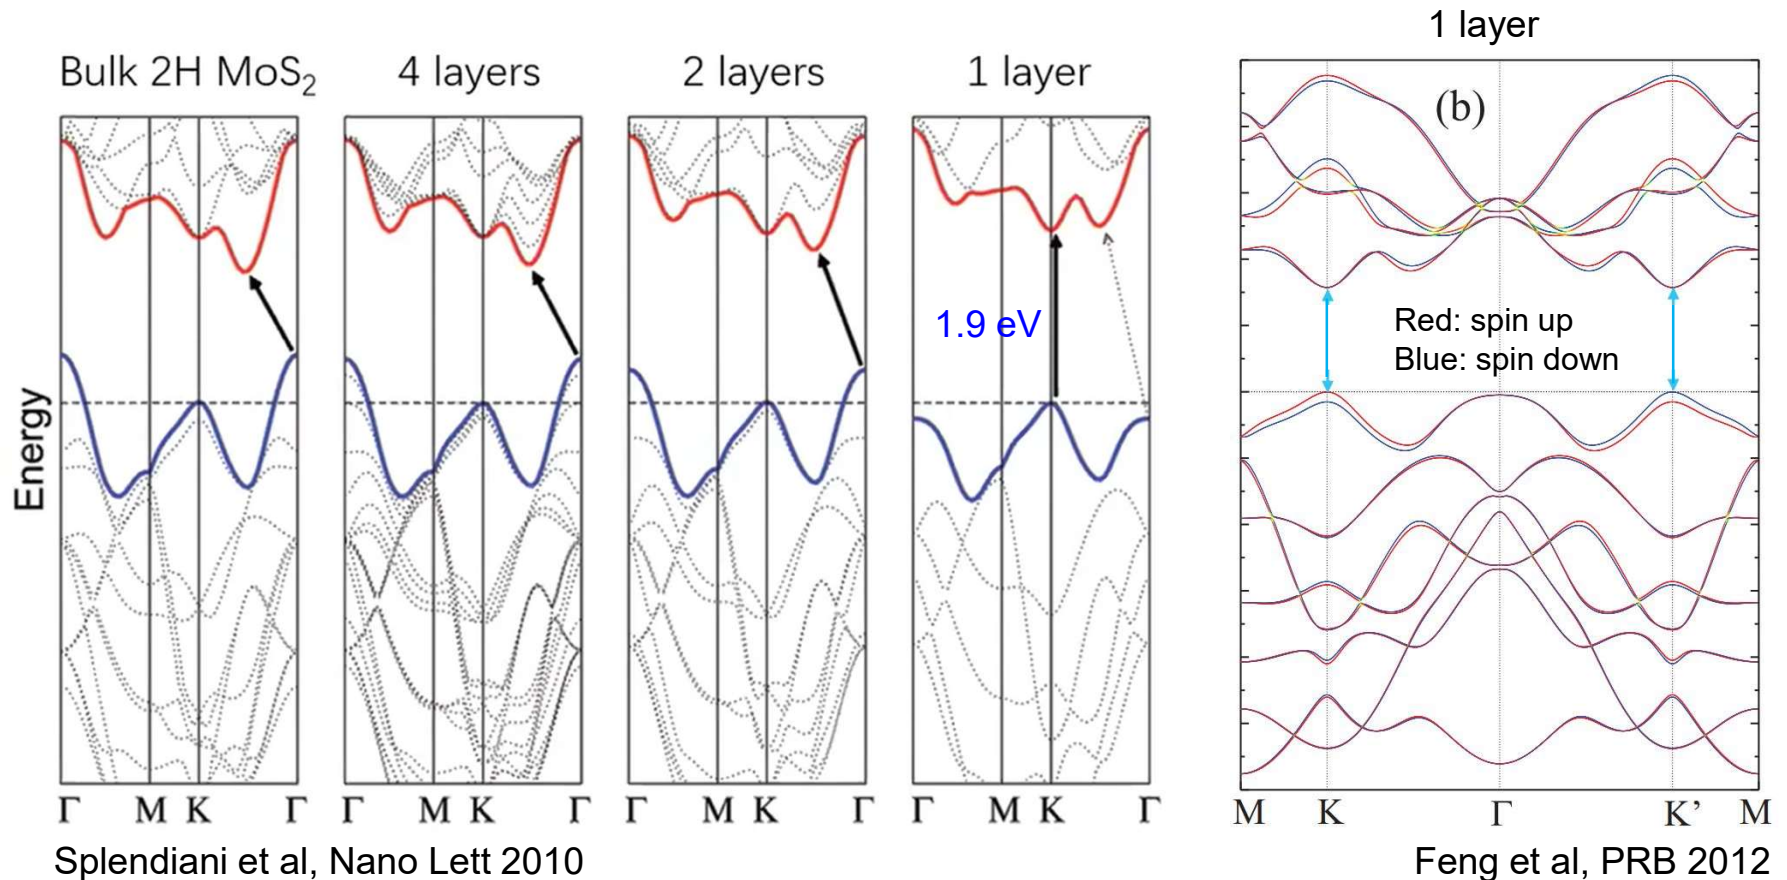 1 layer
Bulk 2H MoS₂
4 layers
2 layers
1 layer
(b)
1.9 eV
Red: spin up
Blue: spin down
Energy
Γ M K Γ
Γ M K Γ
Γ M K Γ
Γ M K Γ
M K Γ K’ M
Splendiani et al, Nano Lett 2010
Feng et al, PRB 2012